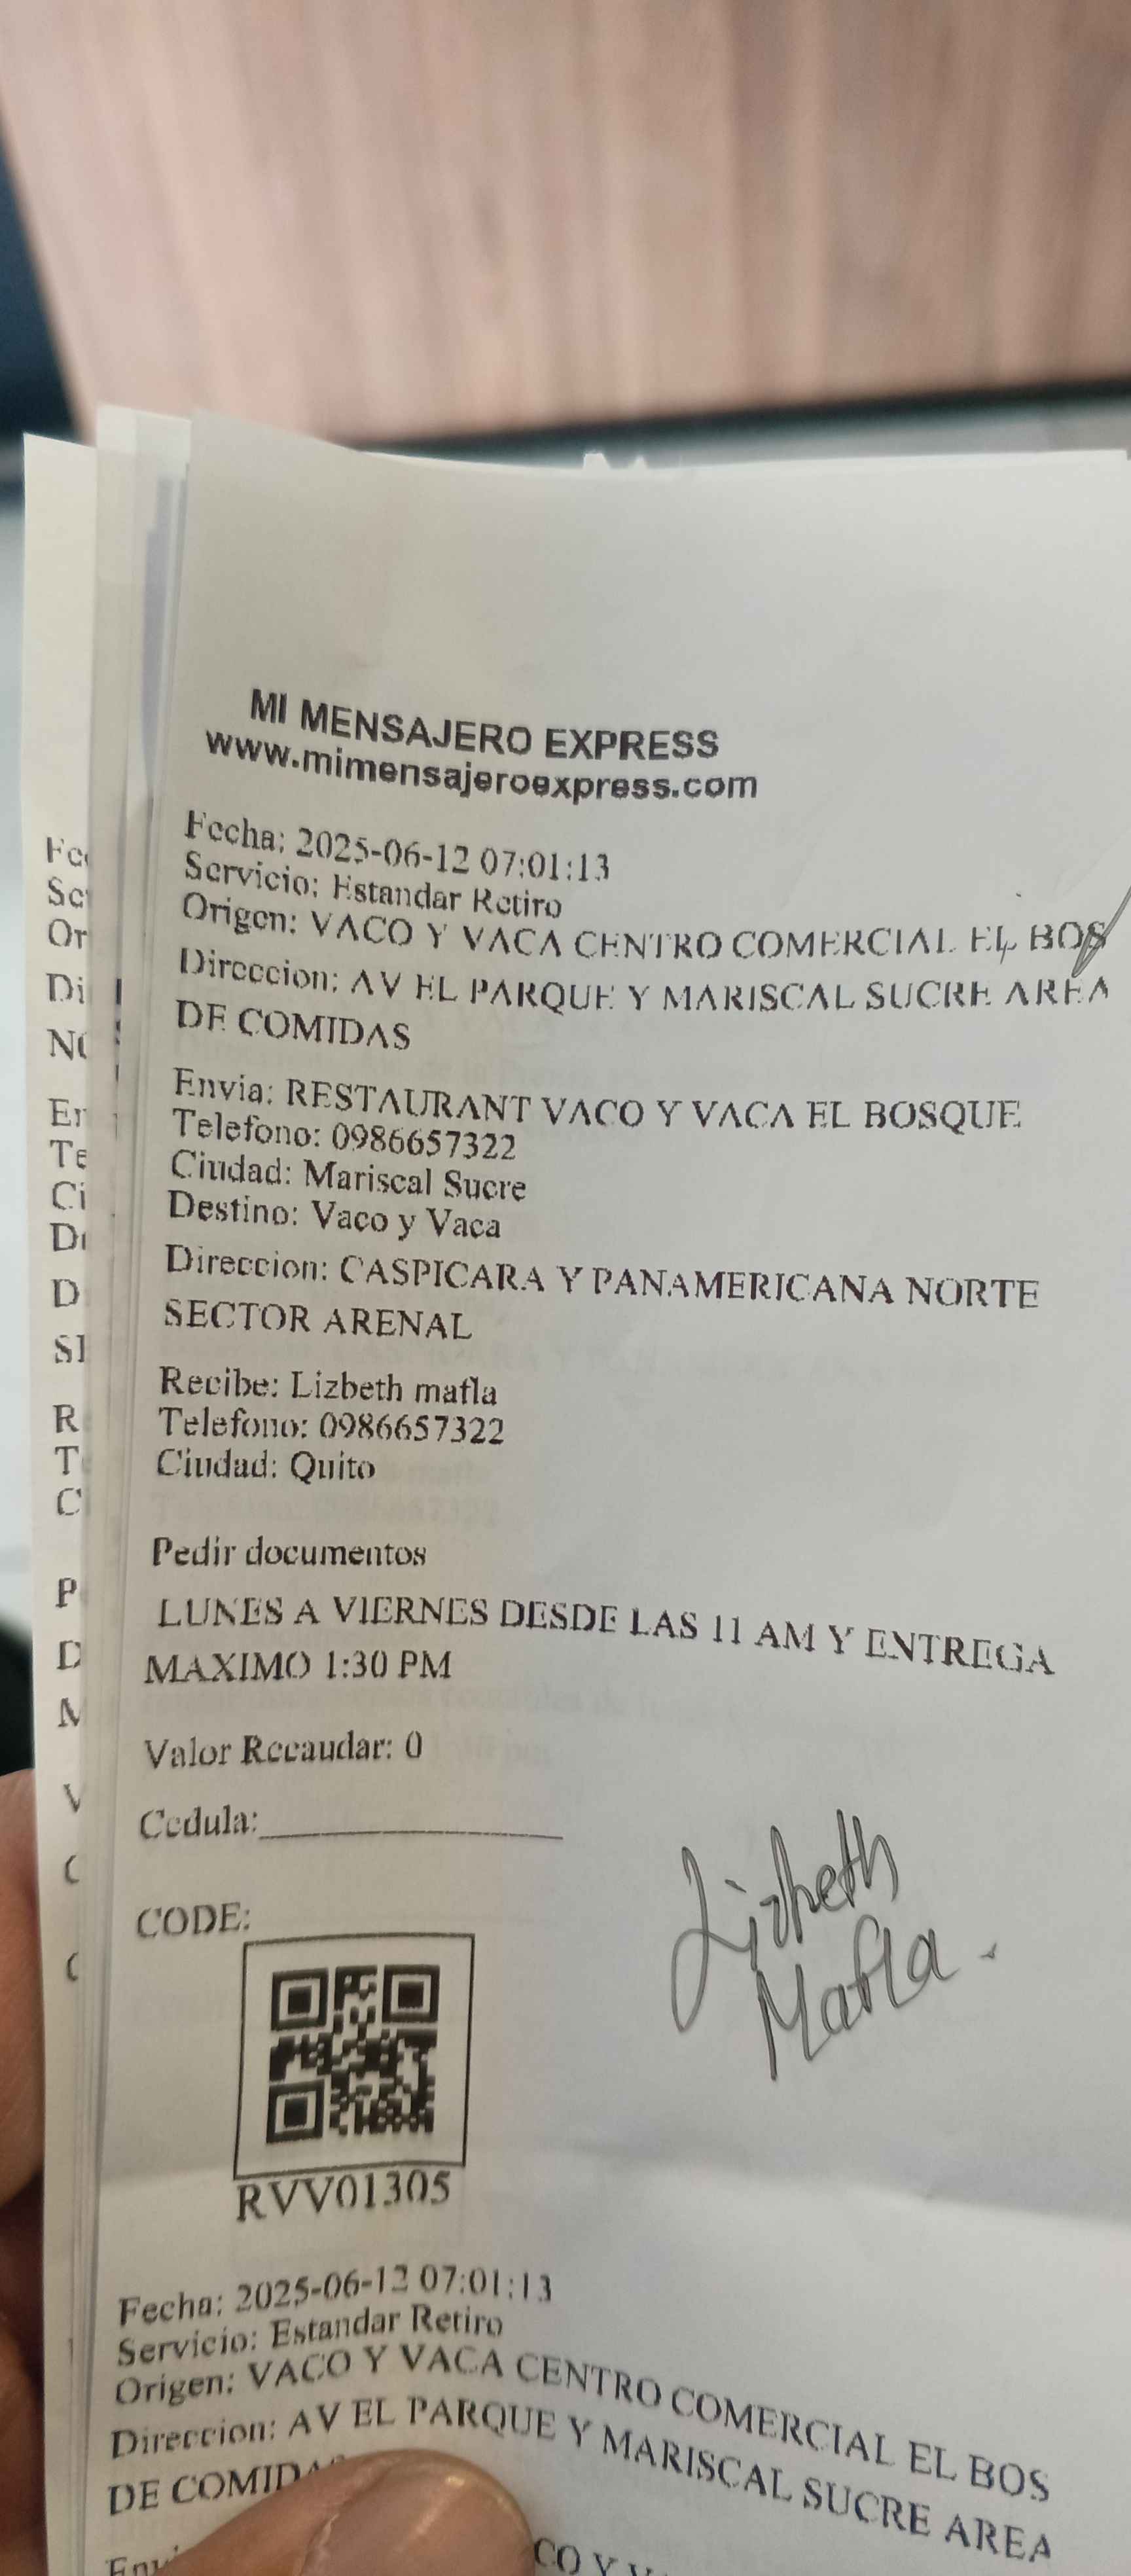 MI MENSAJERO EXPRESS
www.mimensajeroexpress.com
Fecha: 2025-06-12 07:01:13
Servicio: Estandar Retiro
Origen: VACO Y VACA CENTRO COMERCIAL EL BOS
Direccion: AV EL PARQUE Y MARISCAL SUCRE AREA
DE COMIDAS
Envia: RESTAURANT VACO Y VACA EL BOSQUE
Telefono: 0986657322
Ciudad: Mariscal Sucre
Destino: Vaco y Vaca
Direccion: CASPICARA Y PANAMERICANA NORTE
SECTOR ARENAL
Recibe: Lizbeth mafla
Telefono: 0986657322
Ciudad: Quito
Pedir documentos
LUNES A VIERNES DESDE LAS 11 AM Y ENTREGA
MAXIMO 1:30 PM
Valor Recaudar: 0
Cedula:
Lizbeth
Mafla.
CODE:
RVV01305
Fecha: 2025-06-12 07:01:13
Servicio: Estandar Retiro
Origen: VACO Y VACA CENTRO COMERCIAL EL BOS
Direccion: AV EL PARQUE Y MARISCAL SUCRE AREA
DE COMIDAS